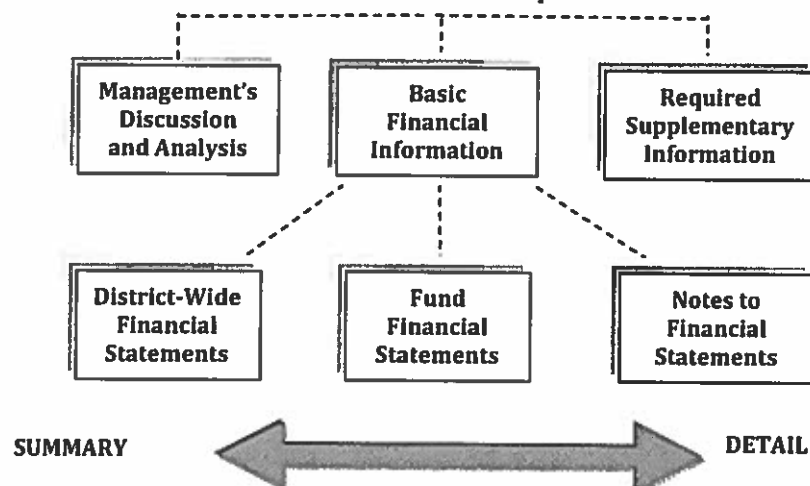 Management's
Discussion
and Analysis
Basic
Financial
Information
Required
Supplementary
Information
District-Wide
Financial
Statements
Fund
Financial
Statements
Notes to
Financial
Statements
SUMMARY
DETAIL